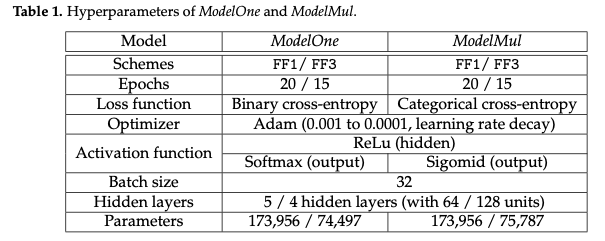 Table 1. Hyperparameters of ModelOne and ModelMul.
Model ModelOne ModelMul
Schemes FF1/ FF3 FF1/ FF3
Epochs 20 / 15 20 / 15
Loss function Binary cross-entropy Categorical cross-entropy
Optimizer Adam (0.001 to 0.0001, learning rate decay)
Activation function ReLu (hidden)
Softmax (output) Sigomid (output)
Batch size 32
Hidden layers 5 / 4 hidden layers (with 64 / 128 units)
Parameters 173,956 / 74,497 173,956 / 75,787